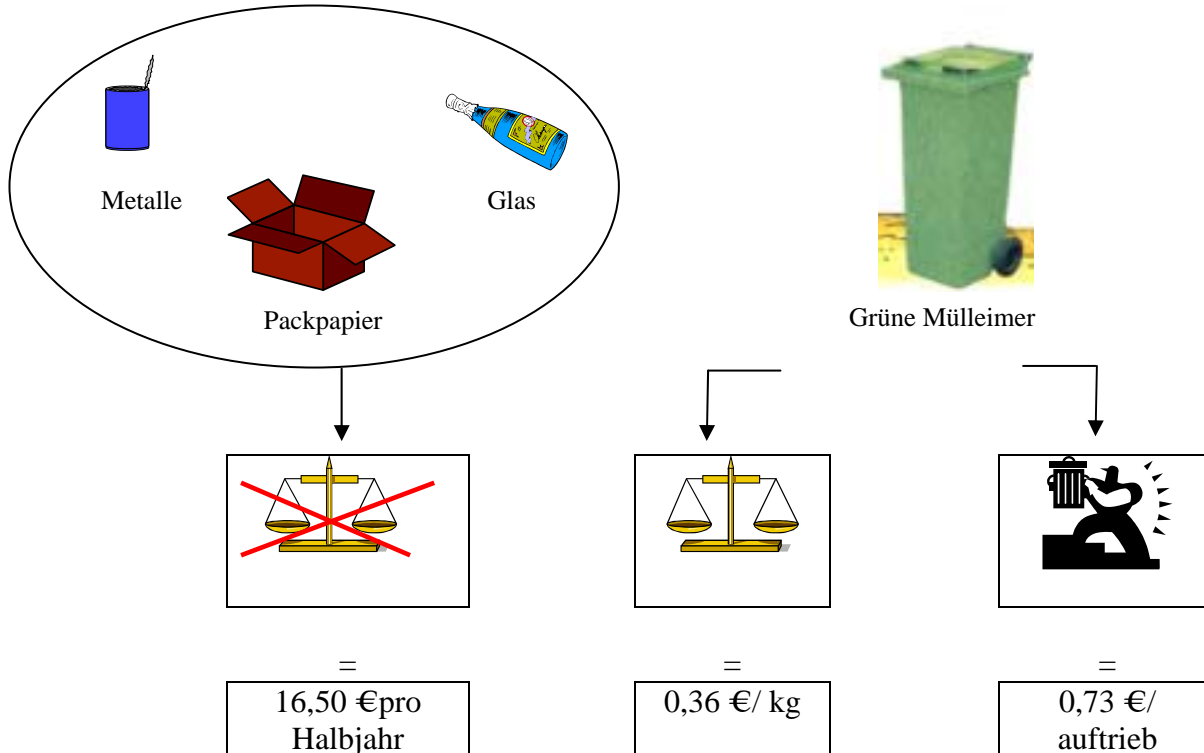 Metalle
Glas
Packpapier
Grüne Mülleimer
=
=
=
16,50 €pro
Halbjahr
0,36 €/ kg
0,73 €/
auftrieb